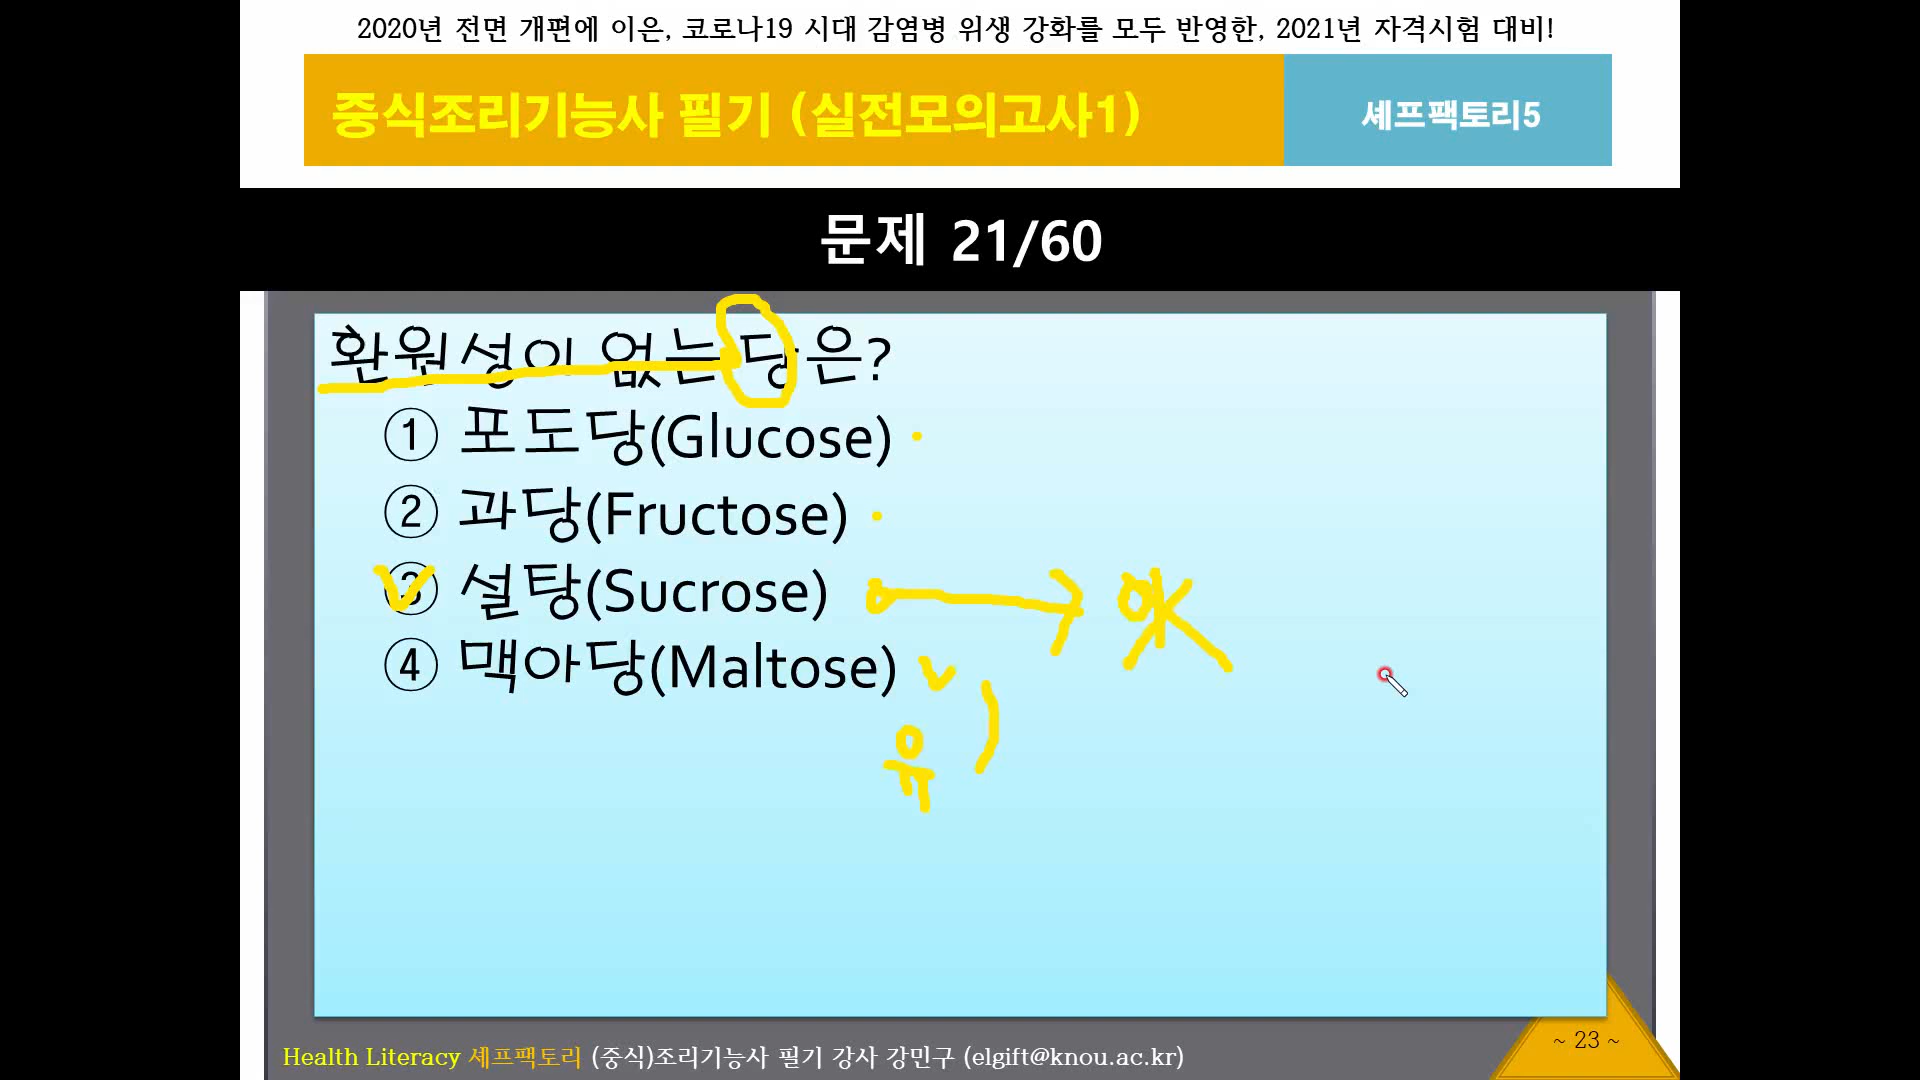 2020년 전면 개편에 이은, 코로나19 시대 감염병 위생 강화를 모두 반영한, 2021년 자격시험 대비!
중식조리기능사 필기 (실전모의고사1)
셰프팩토리5
문제 21/60
환원성이 없는 당은?
① 포도당(Glucose)
② 과당(Fructose)
③ 설탕(Sucrose)
④ 맥아당(Maltose)
유
~ 23 ~
Health Literacy 셰프팩토리 (중식)조리기능사 필기 강사 강민구 (elgift@knou.ac.kr)